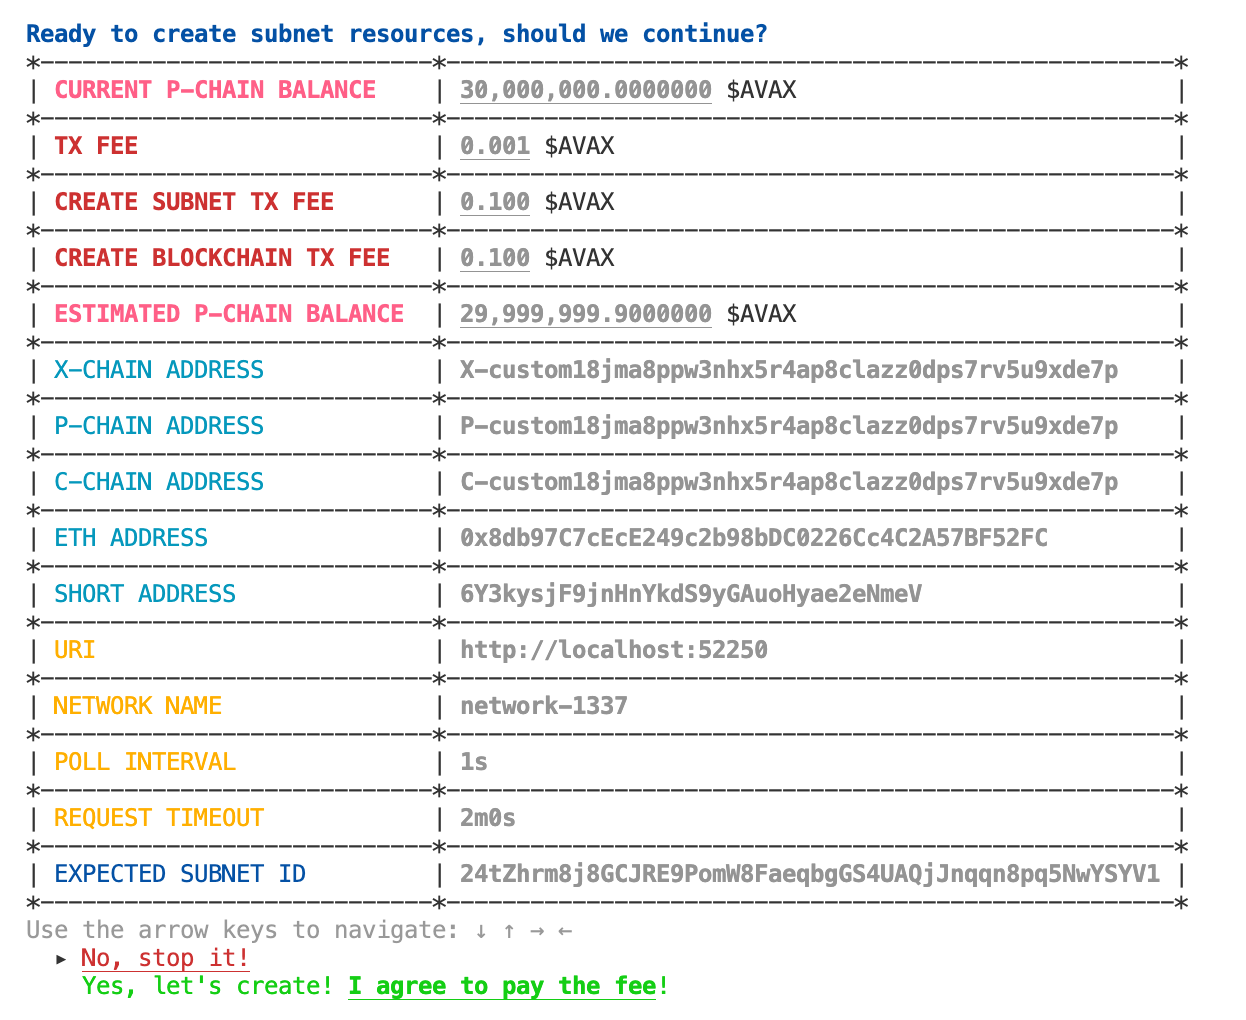 Ready to create subnet resources, should we continue?
*----------------------------*----------------------------------------------------*
| CURRENT P-CHAIN BALANCE    | 30,000,000.0000000 $AVAX                           |
*----------------------------*----------------------------------------------------*
| TX FEE                     | 0.001 $AVAX                                        |
*----------------------------*----------------------------------------------------*
| CREATE SUBNET TX FEE       | 0.100 $AVAX                                        |
*----------------------------*----------------------------------------------------*
| CREATE BLOCKCHAIN TX FEE   | 0.100 $AVAX                                        |
*----------------------------*----------------------------------------------------*
| ESTIMATED P-CHAIN BALANCE  | 29,999,999.9000000 $AVAX                           |
*----------------------------*----------------------------------------------------*
| X-CHAIN ADDRESS            | X-custom18jma8ppw3nhx5r4ap8clazz0dps7rv5u9xde7p    |
*----------------------------*----------------------------------------------------*
| P-CHAIN ADDRESS            | P-custom18jma8ppw3nhx5r4ap8clazz0dps7rv5u9xde7p    |
*----------------------------*----------------------------------------------------*
| C-CHAIN ADDRESS            | C-custom18jma8ppw3nhx5r4ap8clazz0dps7rv5u9xde7p    |
*----------------------------*----------------------------------------------------*
| ETH ADDRESS                | 0x8db97C7cEcE249c2b98bDC0226Cc4C2A57BF52FC         |
*----------------------------*----------------------------------------------------*
| SHORT ADDRESS              | 6Y3kysjF9jnHnYkdS9yGAuoHyae2eNmeV                  |
*----------------------------*----------------------------------------------------*
| URI                        | http://localhost:52250                             |
*----------------------------*----------------------------------------------------*
| NETWORK NAME               | network-1337                                       |
*----------------------------*----------------------------------------------------*
| POLL INTERVAL              | 1s                                                 |
*----------------------------*----------------------------------------------------*
| REQUEST TIMEOUT            | 2m0s                                               |
*----------------------------*----------------------------------------------------*
| EXPECTED SUBNET ID         | 24tZhrm8j8GCJRE9PomW8FaeqbgGS4UAQjJnqqn8pq5NwYSYV1 |
*----------------------------*----------------------------------------------------*
Use the arrow keys to navigate: ↓ ↑ → ←
▸ No, stop it!
Yes, let's create! I agree to pay the fee!